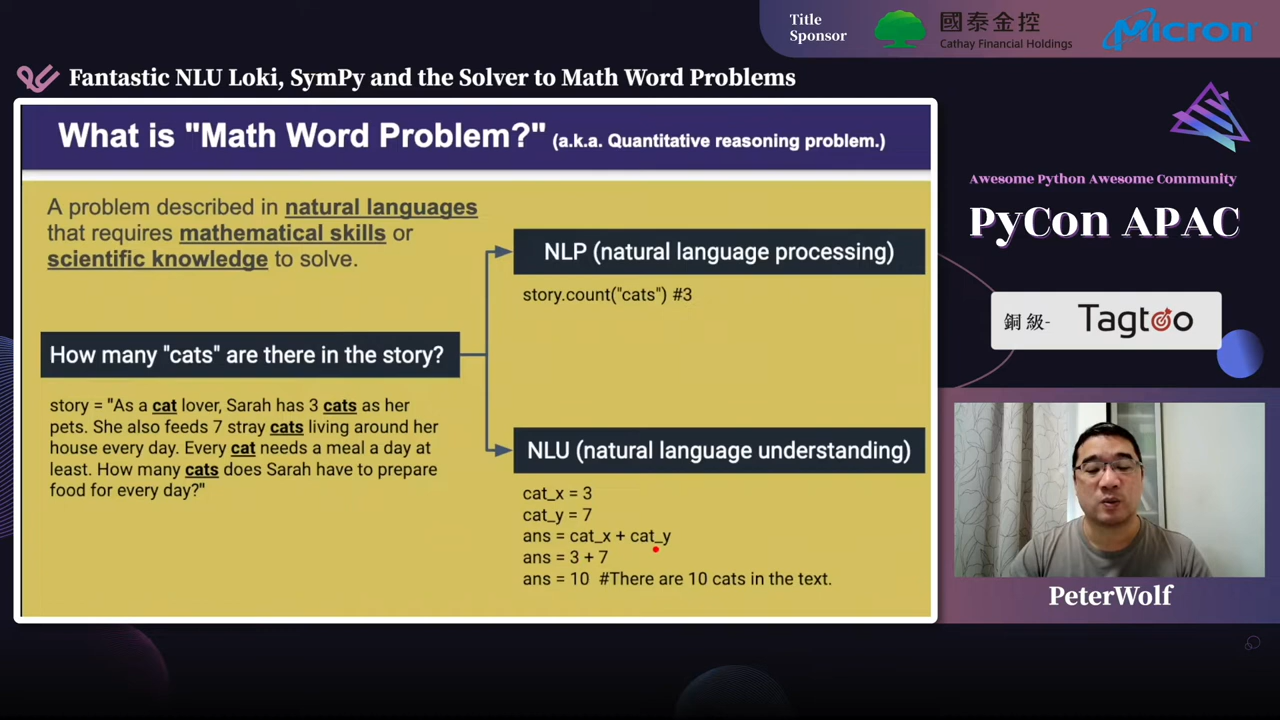 Title
Sponsor
國泰金控
Cathay Financial Holdings
Micron
Fantastic NLU Loki, SymPy and the Solver to Math Word Problems
What is "Math Word Problem?" (a.k.a. Quantitative reasoning problem.)
A problem described in natural languages
that requires mathematical skills or
scientific knowledge to solve.
How many "cats" are there in the story?
story = "As a cat lover, Sarah has 3 cats as her
pets. She also feeds 7 stray cats living around her
house every day. Every cat needs a meal a day at
least. How many cats does Sarah have to prepare
food for every day?"
NLP (natural language processing)
story.count("cats") #3
NLU (natural language understanding)
cat_x = 3
cat_y = 7
ans = cat_x + cat_y
ans = 3 + 7
ans = 10 #There are 10 cats in the text.
Awesome Python Awesome Community
PyCon APAC
銅級- Tagtoo
PeterWolf